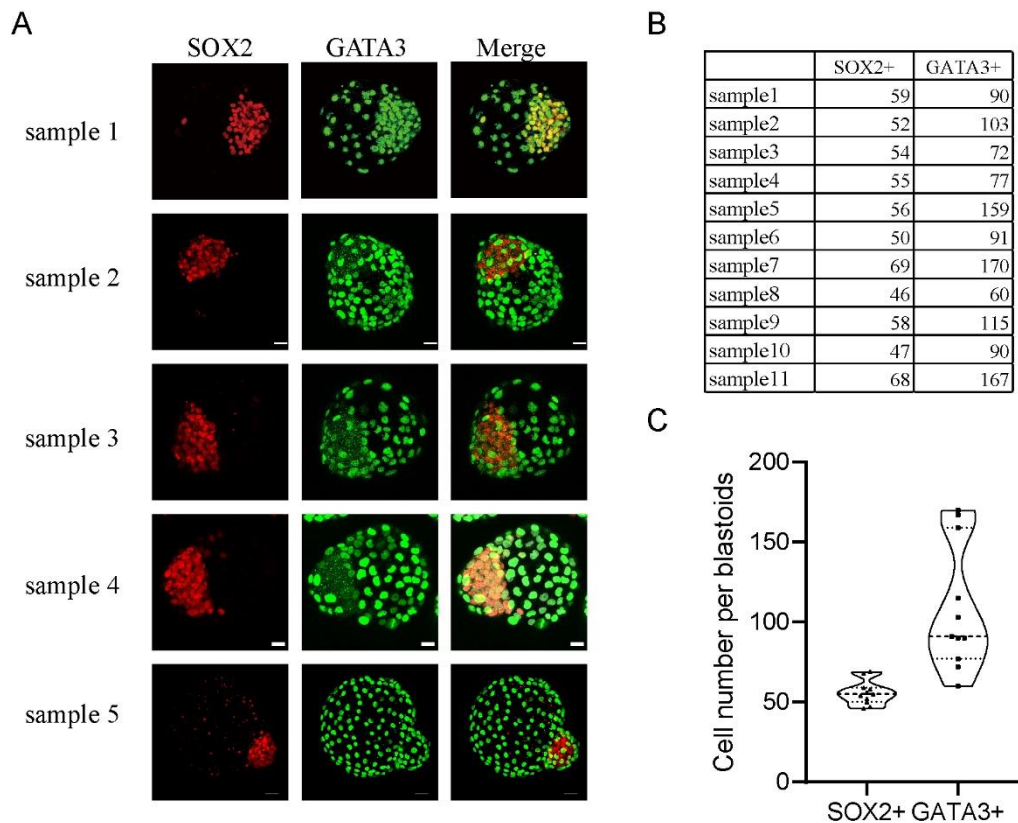 A
SOX2 GATA3 Merge
sample 1
sample 2
sample 3
sample 4
sample 5
B
SOX2+ GATA3+
sample1 59 90
sample2 52 103
sample3 54 72
sample4 55 77
sample5 56 159
sample6 50 91
sample7 69 170
sample8 46 60
sample9 58 115
sample10 47 90
sample11 68 167
C
Cell number per blastoids
200
150
100
50
0
SOX2+ GATA3+